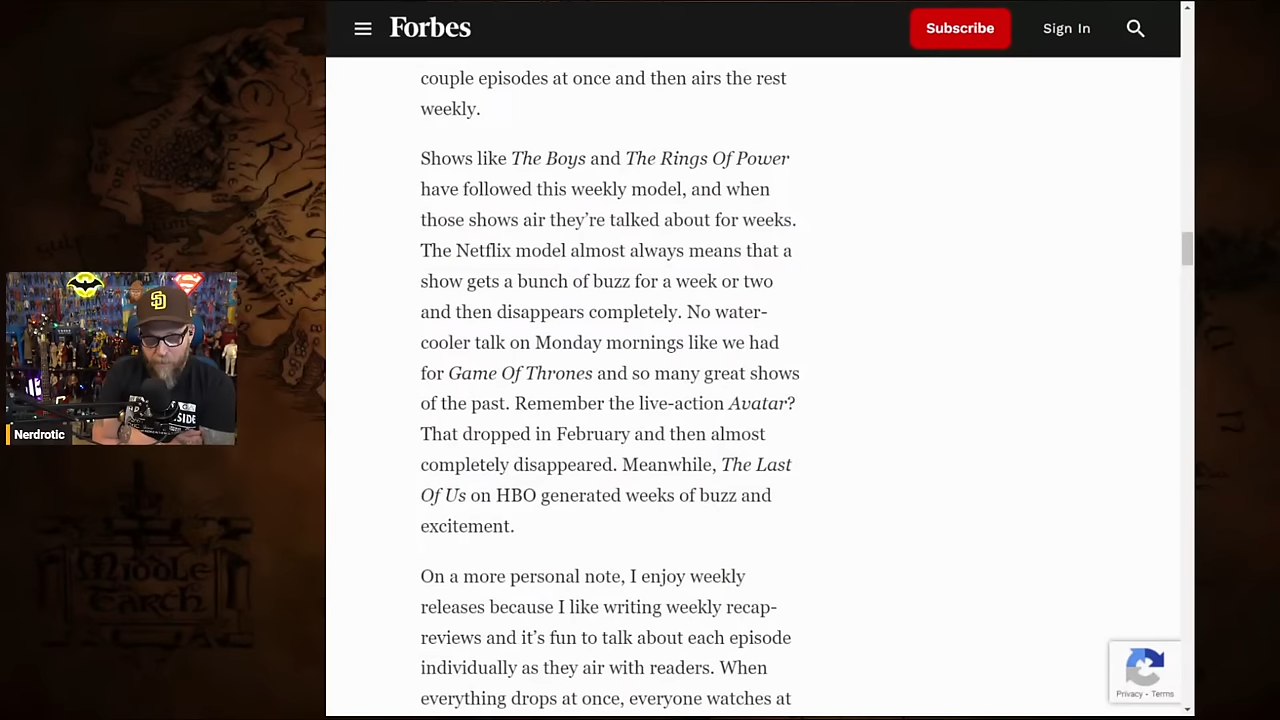 Forbes
Subscribe
Sign In
couple episodes at once and then airs the rest
weekly.
Shows like The Boys and The Rings Of Power
have followed this weekly model, and when
those shows air they’re talked about for weeks.
The Netflix model almost always means that a
show gets a bunch of buzz for a week or two
and then disappears completely. No water-
cooler talk on Monday mornings like we had
for Game Of Thrones and so many great shows
of the past. Remember the live-action Avatar?
That dropped in February and then almost
completely disappeared. Meanwhile, The Last
Of Us on HBO generated weeks of buzz and
excitement.
On a more personal note, I enjoy weekly
releases because I like writing weekly recap-
reviews and it’s fun to talk about each episode
individually as they air with readers. When
everything drops at once, everyone watches at
Privacy - Terms
Nerdrotic
MIDDLE
EARTH